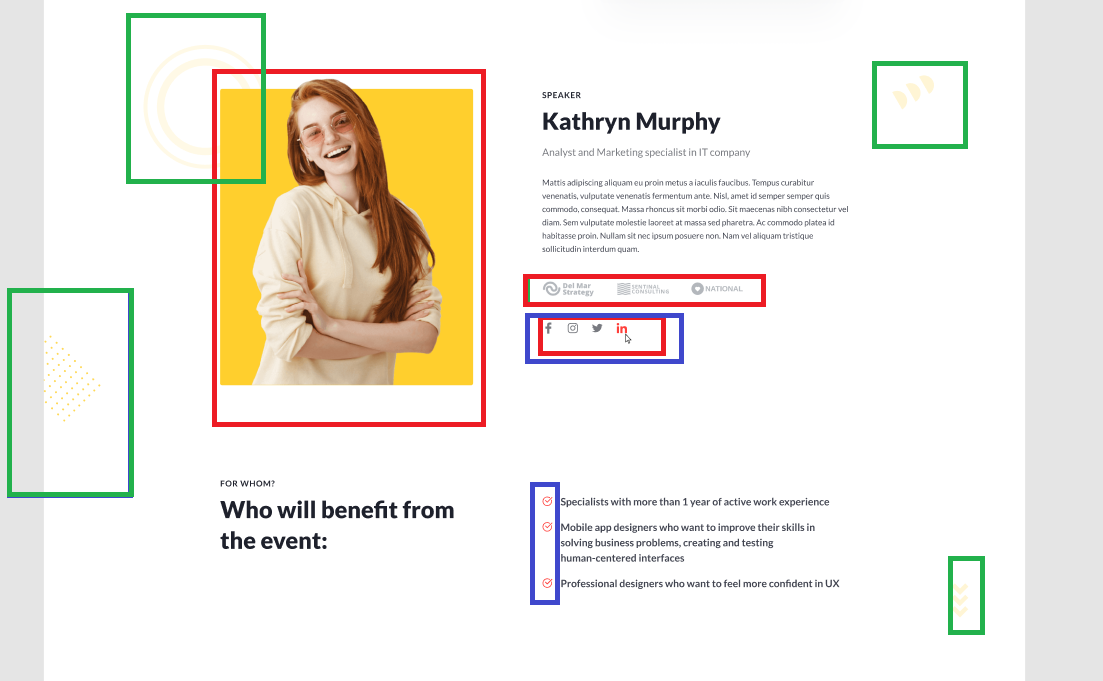 SPEAKER
Kathryn Murphy
Analyst and Marketing specialist in IT company
Mattis adipiscing aliquam eu proin metus a iaculis faucibus. Tempus curabitur
venenatis, vulputate venenatis fermentum ante. Nisl, amet id semper semper quis
commodo, consequat. Massa rhoncus sit morbi odio. Sit maecenas nibh consectetur vel
diam. Sem vulputate molestie laoreet at massa sed pharetra. Ac commodo platea id
habitasse proin. Nullam sit nec ipsum posuere non. Nam vel aliquam tristique
sollicitudin interdum quam.
Del Mar
Strategy
SENTINAL
CONSULTING
NATIONAL
in
FOR WHOM?
Who will benefit from
the event:
Specialists with more than 1 year of active work experience
Mobile app designers who want to improve their skills in
solving business problems, creating and testing
human-centered interfaces
Professional designers who want to feel more confident in UX